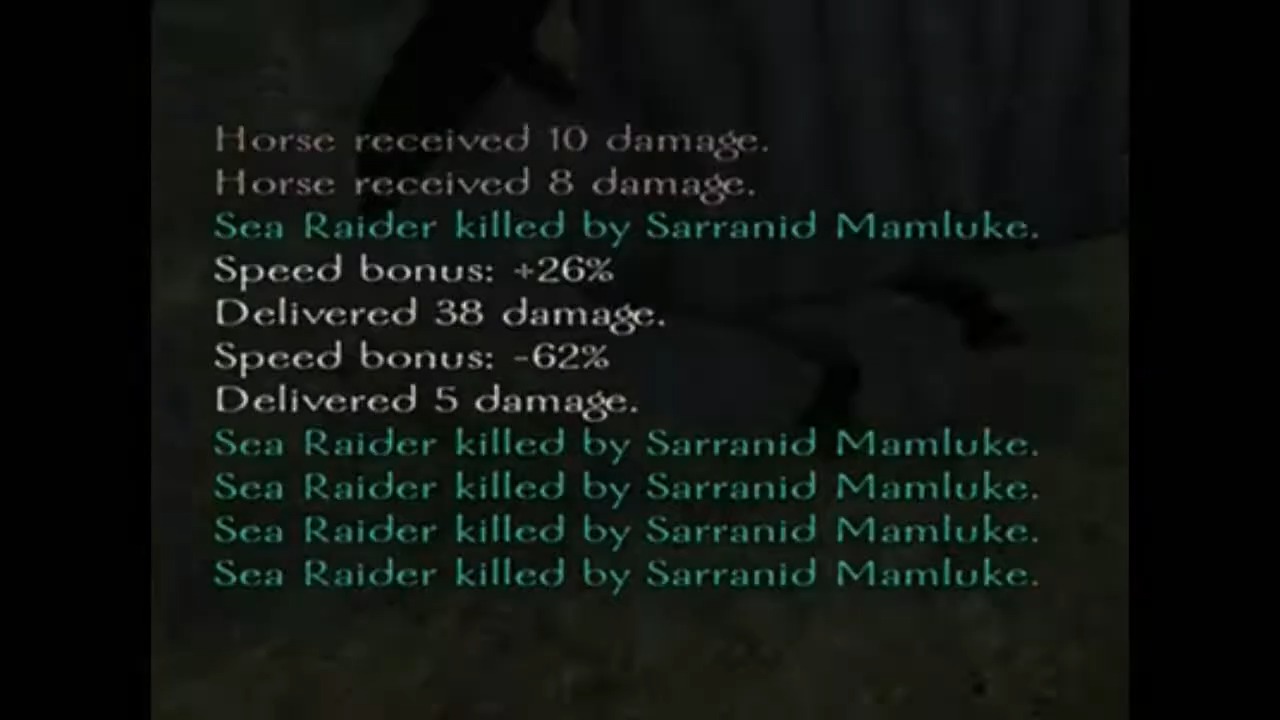 Horse received 10 damage.
Horse received 8 damage.
Sea Raider killed by Sarranid Mamluke.
Speed bonus: +26%
Delivered 38 damage.
Speed bonus: -62%
Delivered 5 damage.
Sea Raider killed by Sarranid Mamluke.
Sea Raider killed by Sarranid Mamluke.
Sea Raider killed by Sarranid Mamluke.
Sea Raider killed by Sarranid Mamluke.